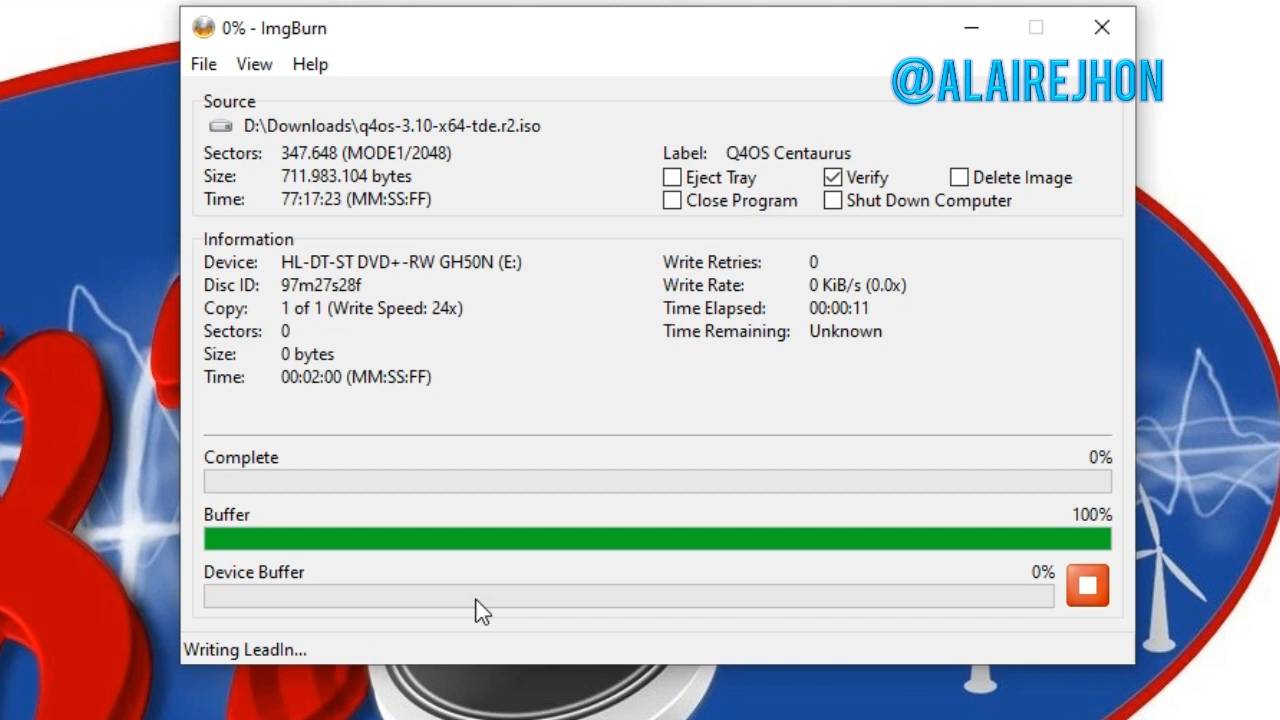 0% - ImgBurn
File View Help
@ALAIREJHON
Source
D:\Downloads\q4os-3.10-x64-tde.r2.iso
Sectors: 347.648 (MODE1/2048) Label: Q4OS Centaurus
Size: 711.983.104 bytes Eject Tray Verify Delete Image
Time: 77:17:23 (MM:SS:FF) Close Program Shut Down Computer
Information
Device: HL-DT-ST DVD+-RW GH50N (E:) Write Retries: 0
Disc ID: 97m27s28f Write Rate: 0 KiB/s (0.0x)
Copy: 1 of 1 (Write Speed: 24x) Time Elapsed: 00:00:11
Sectors: 0 Time Remaining: Unknown
Size: 0 bytes
Time: 00:02:00 (MM:SS:FF)
Complete 0%
Buffer 100%
Device Buffer 0%
Writing LeadIn...